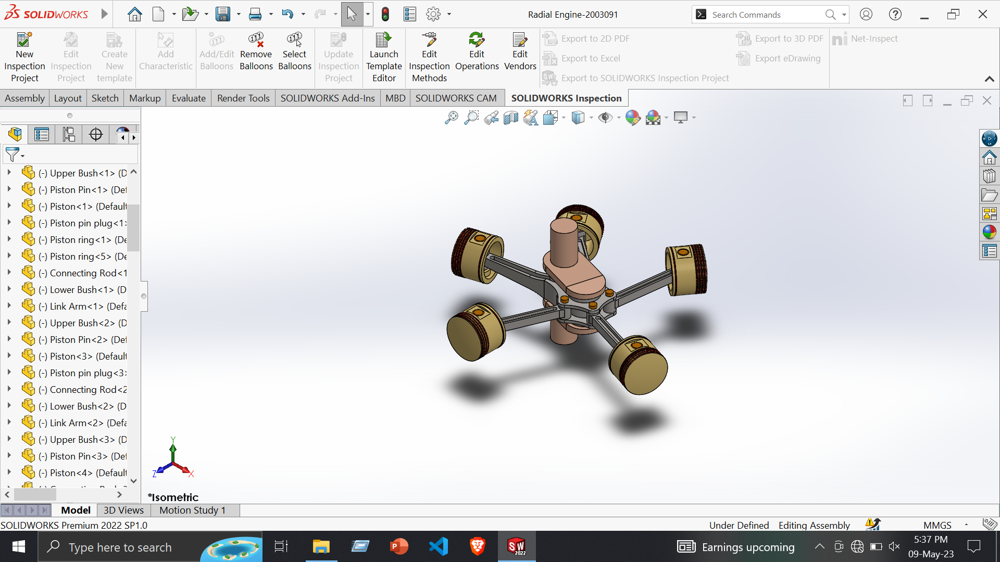 SOLIDWORKS
Radial Engine-2003091
Search Commands
New Inspection Project
Edit Inspection Project
Create New template
Add Characteristic
Add/Edit Balloons
Remove Balloons
Select Balloons
Update Inspection Project
Launch Template Editor
Edit Inspection Methods
Edit Operations
Edit Vendors
Export to 2D PDF
Export to Excel
Export to SOLIDWORKS Inspection Project
Export to 3D PDF
Export eDrawing
Net-Inspect
Assembly Layout Sketch Markup Evaluate Render Tools SOLIDWORKS Add-Ins MBD SOLIDWORKS CAM SOLIDWORKS Inspection
(-) Upper Bush<1> (D
(-) Piston Pin<1> (Def
(-) Piston<1> (Default
(-) Piston pin plug<1>
(-) Piston ring<1> (De
(-) Piston ring<5> (De
(-) Connecting Rod<1
(-) Lower Bush<1> (D
(-) Link Arm<1> (Defa
(-) Upper Bush<2> (D
(-) Piston Pin<2> (Def
(-) Piston<3> (Default
(-) Piston pin plug<3>
(-) Connecting Rod<2
(-) Lower Bush<2> (D
(-) Link Arm<2> (Defa
(-) Upper Bush<3> (D
(-) Piston Pin<3> (Def
(-) Piston<4> (Default
Y
Z
X
*Isometric
Model 3D Views Motion Study 1
SOLIDWORKS Premium 2022 SP1.0
Under Defined Editing Assembly MMGS
Type here to search
SW 2022
Earnings upcoming
5:37 PM
09-May-23